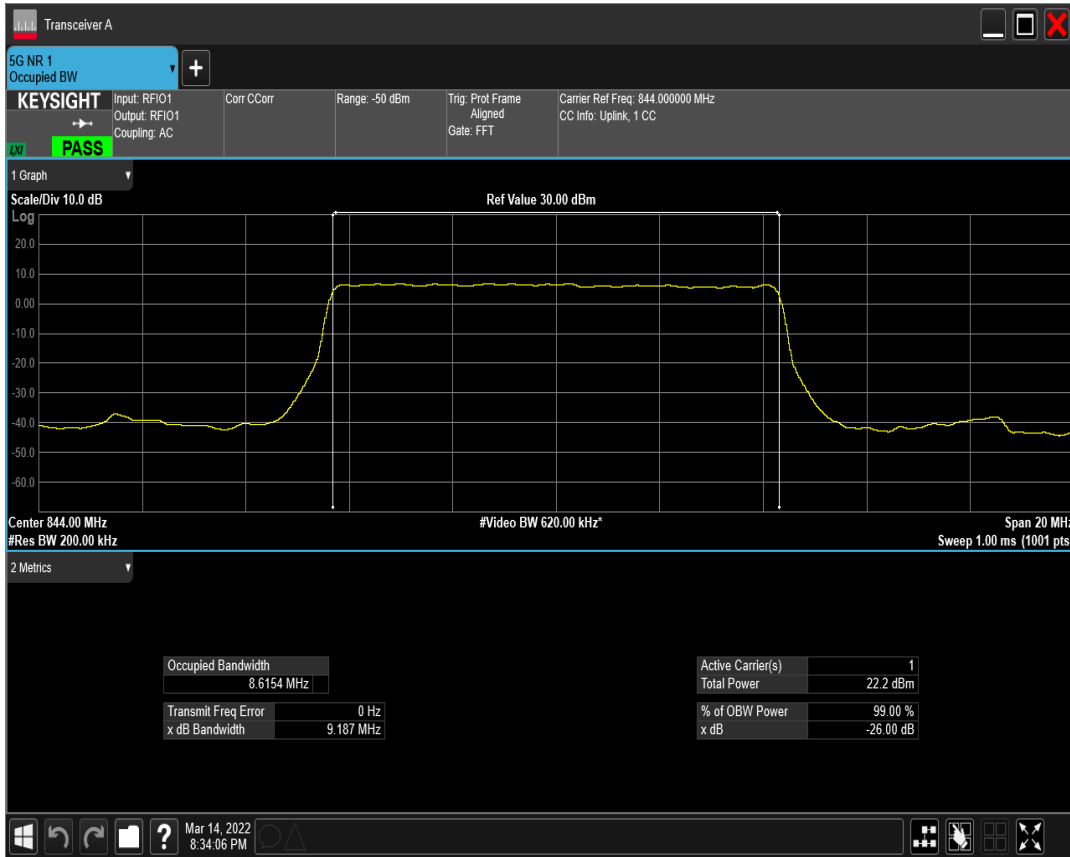 Transceiver A
5G NR 1
Occupied BW
KEYSIGHT
Input: RFIO1
Output: RFIO1
Coupling: AC
Corr CCorr
Range: -50 dBm
Trig: Prot Frame
Aligned
Gate: FFT
Carrier Ref Freq: 844.000000 MHz
CC Info: Uplink, 1 CC
LXI
PASS
1 Graph
Scale/Div 10.0 dB
Ref Value 30.00 dBm
Log
20.0
10.0
0.00
-10.0
-20.0
-30.0
-40.0
-50.0
-60.0
Center 844.00 MHz
#Video BW 620.00 kHz*
Span 20 MHz
#Res BW 200.00 kHz
Sweep 1.00 ms (1001 pts
2 Metrics
Occupied Bandwidth
8.6154 MHz
Transmit Freq Error 0 Hz
x dB Bandwidth 9.187 MHz
Active Carrier(s) 1
Total Power 22.2 dBm
% of OBW Power 99.00 %
x dB -26.00 dB
?
Mar 14, 2022
8:34:06 PM